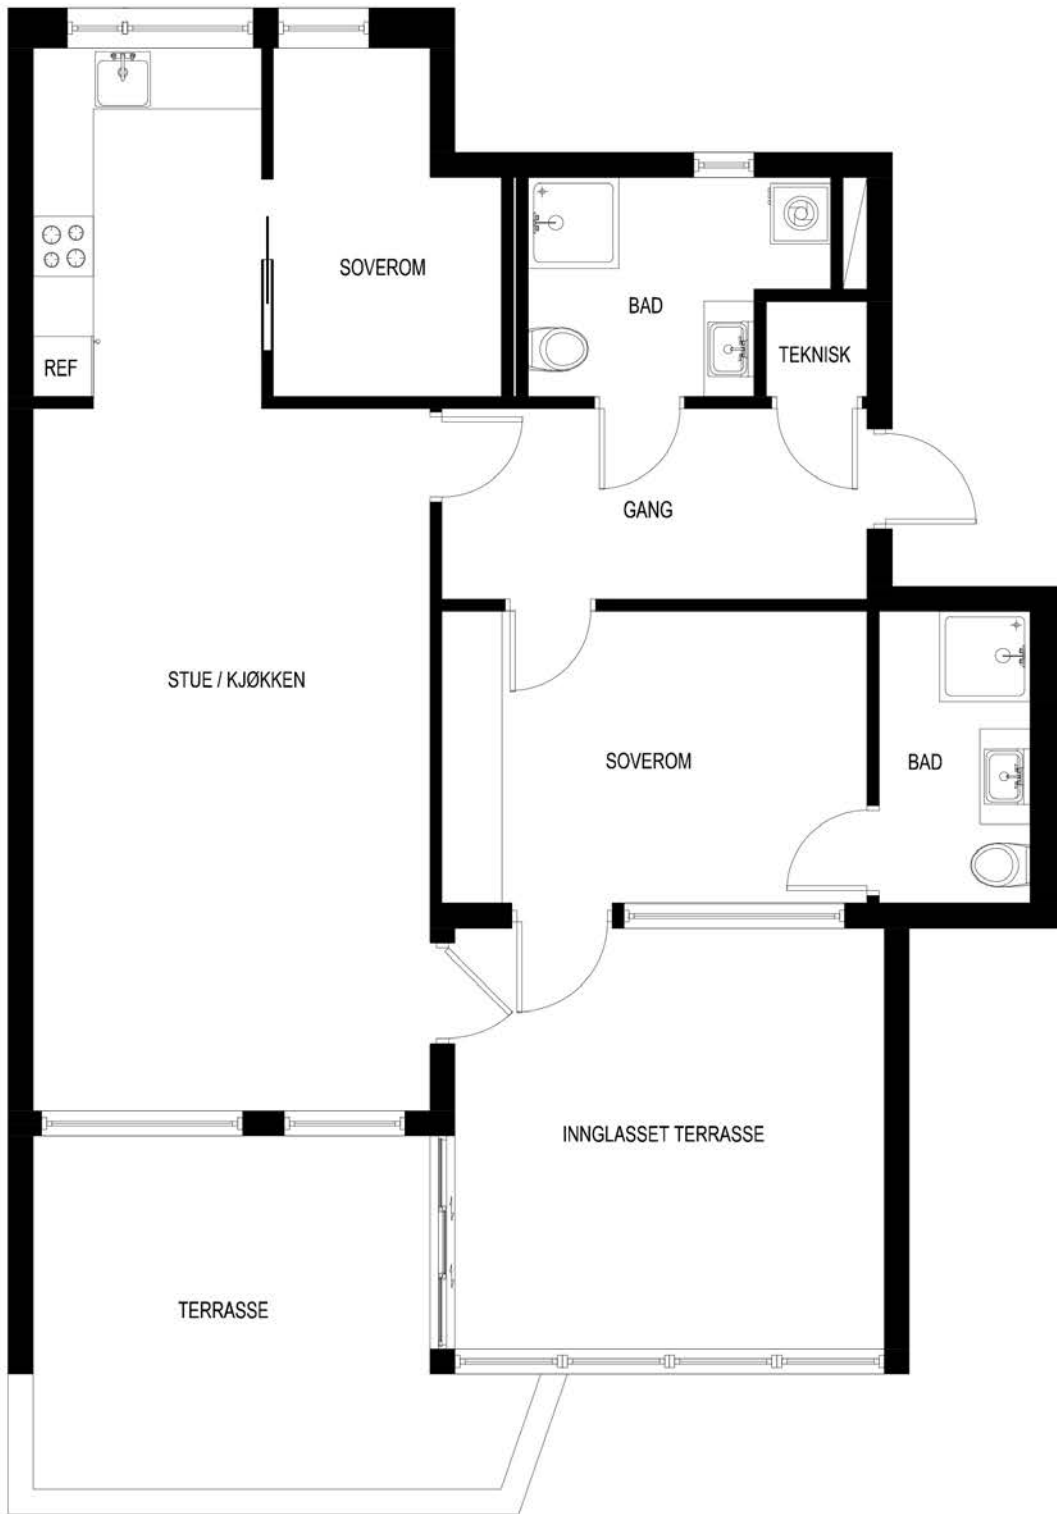 SOVEROM
BAD
TEKNISK
REF
GANG
STUE / KJØKKEN
SOVEROM
BAD
INNGLASSET TERRASSE
TERRASSE